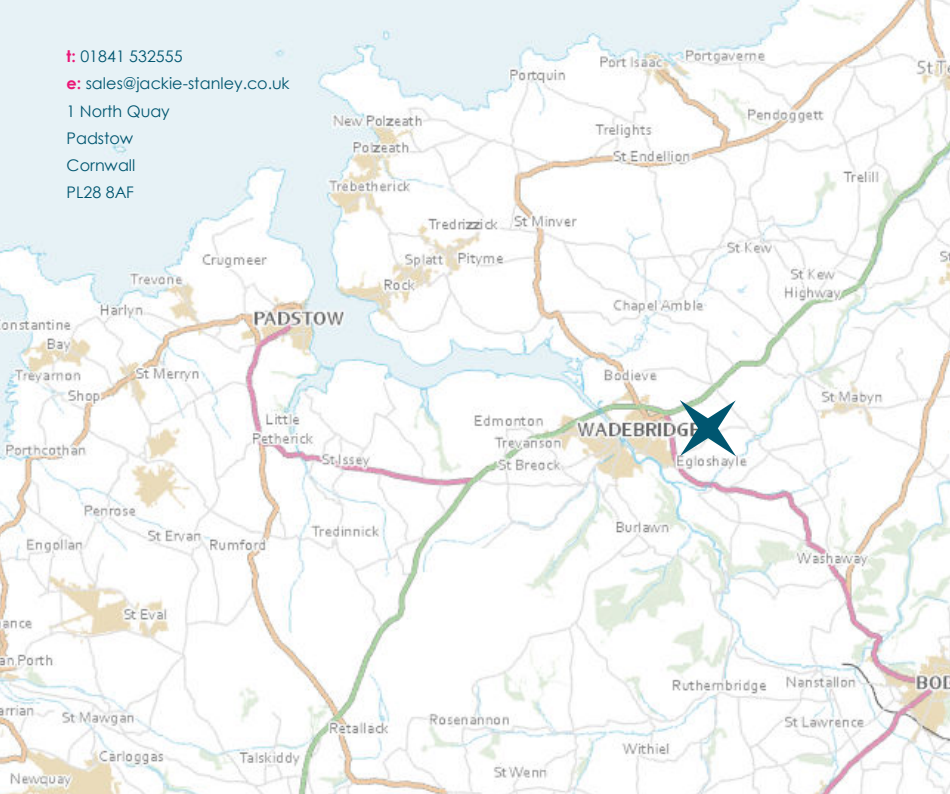 t: 01841 532555
e: sales@jackie-stanley.co.uk
1 North Quay
Padstow
Cornwall
PL28 8AF
Port Isaac
Portgaverne
Portquin
Pendoggett
New Polzeath
Trelights
Polzeath
St Endellion
Trelill
Trebetherick
Tredrizzick
St Minver
St Kew
Crugmeer
Splatt
Pityme
St Kew
Highway
Trevone
Rock
Harlyn
Chapel Amble
PADSTOW
onstantine
Bay
Treyarnon
St Merryn
Bodieve
Shop
St Mabyn
Little
Petherick
Edmonton
WADEBRIDGE
Trevanson
Porthcothan
St Issey
St Breock
Egloshayle
Penrose
Tredinnick
Burlawn
St Ervan
Rumford
Engollan
Washaway
St Eval
ance
an Porth
Ruthernbridge
Nanstallon
BOD
arrian
St Mawgan
Rosenannon
St Lawrence
Retallack
Carloggas
Talskiddy
Withiel
Newquay
St Wenn